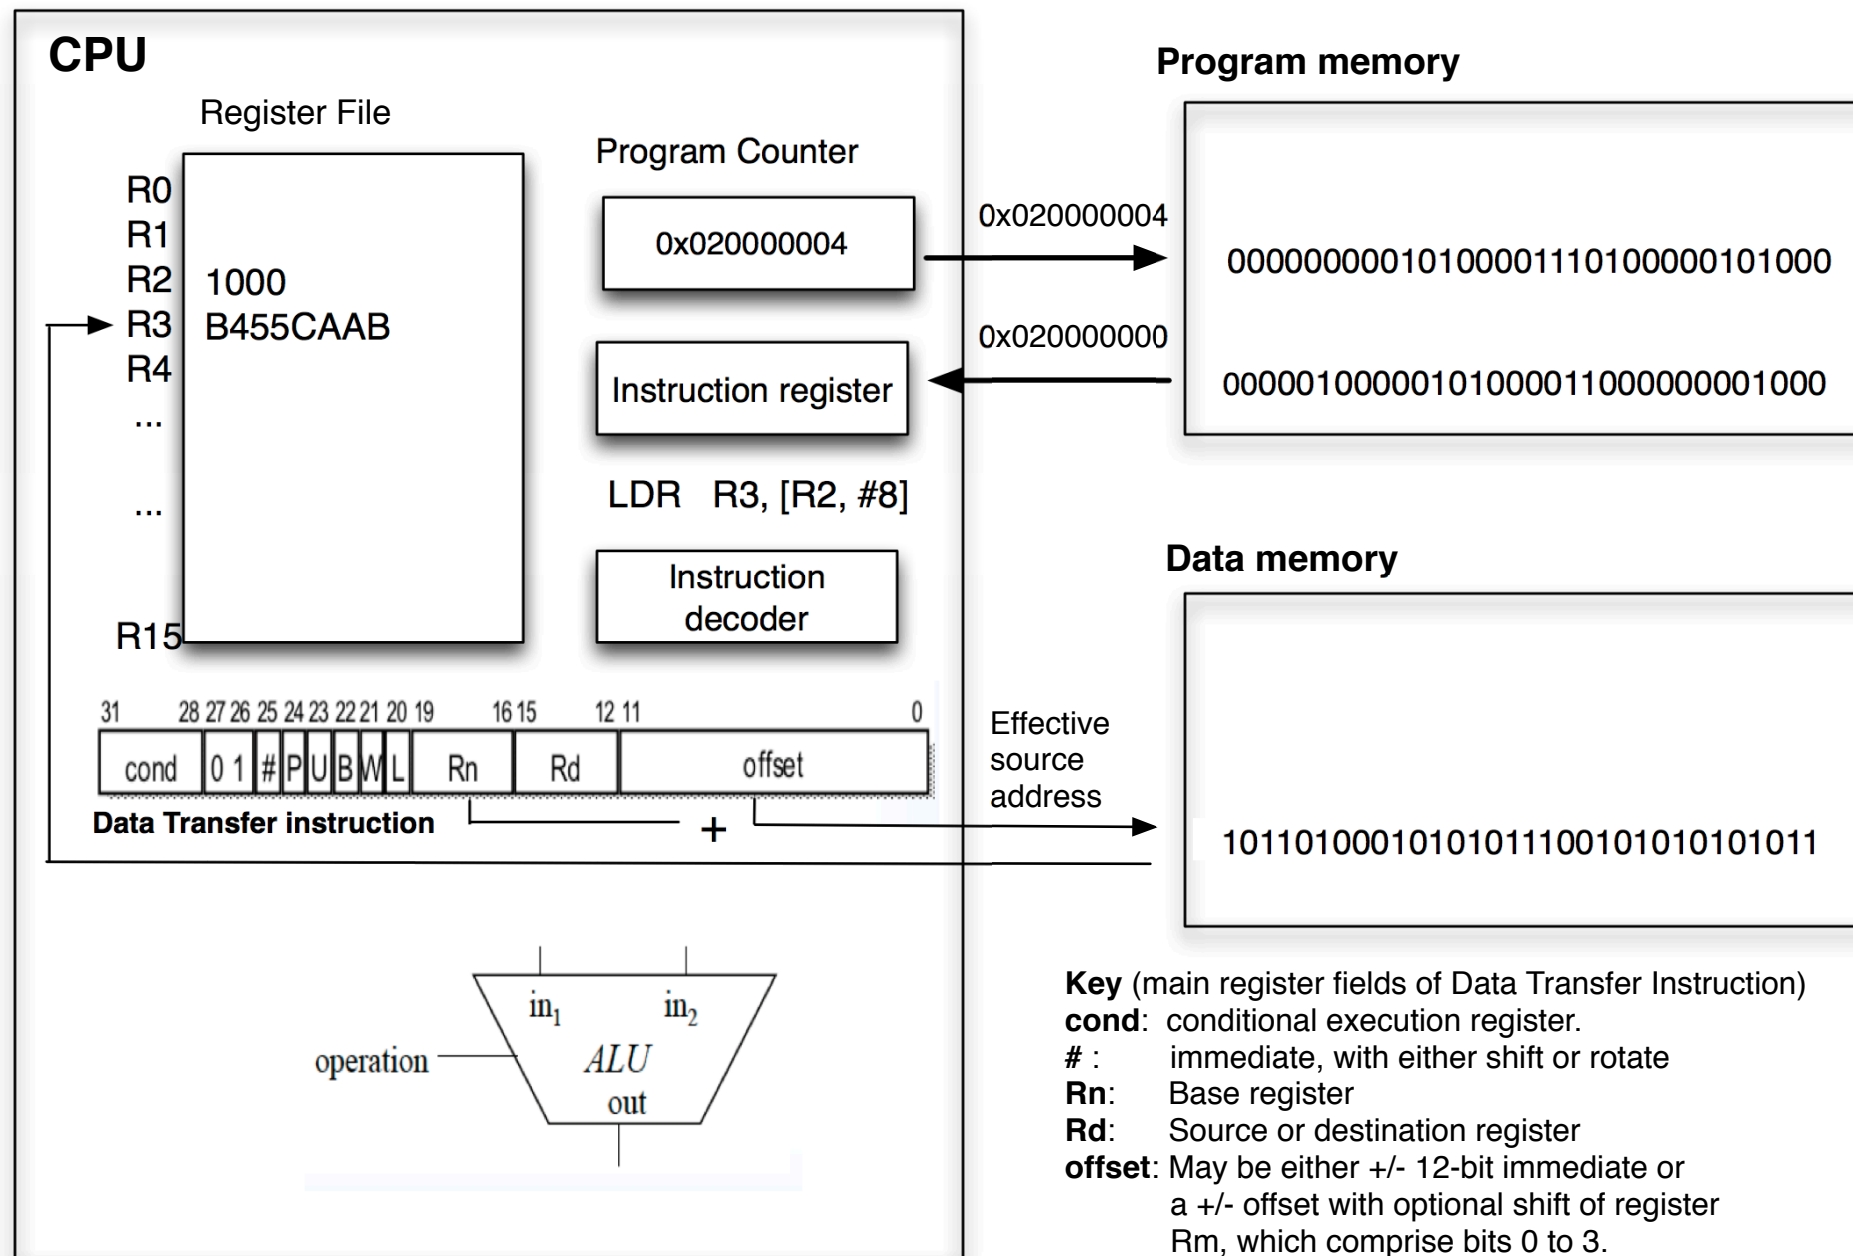 CPU
Register File
R0
R1
R2 1000
R3 B455CAAB
R4
...
...
R15
Program Counter
0x020000004
0x020000004
0x020000000
Instruction register
LDR R3, [R2, #8]
Instruction
decoder
Program memory
00000000010100001110100000101000
00000100000101000011000000001000
Data memory
10110100010101011100101010101011
31 28 27 26 25 24 23 22 21 20 19 16 15 12 11 0
cond 0 1 # P U B W L Rn Rd offset
Data Transfer instruction
+
Effective
source
address
in1 in2
operation
ALU
out
Key (main register fields of Data Transfer Instruction)
cond: conditional execution register.
# : immediate, with either shift or rotate
Rn: Base register
Rd: Source or destination register
offset: May be either +/- 12-bit immediate or
a +/- offset with optional shift of register
Rm, which comprise bits 0 to 3.